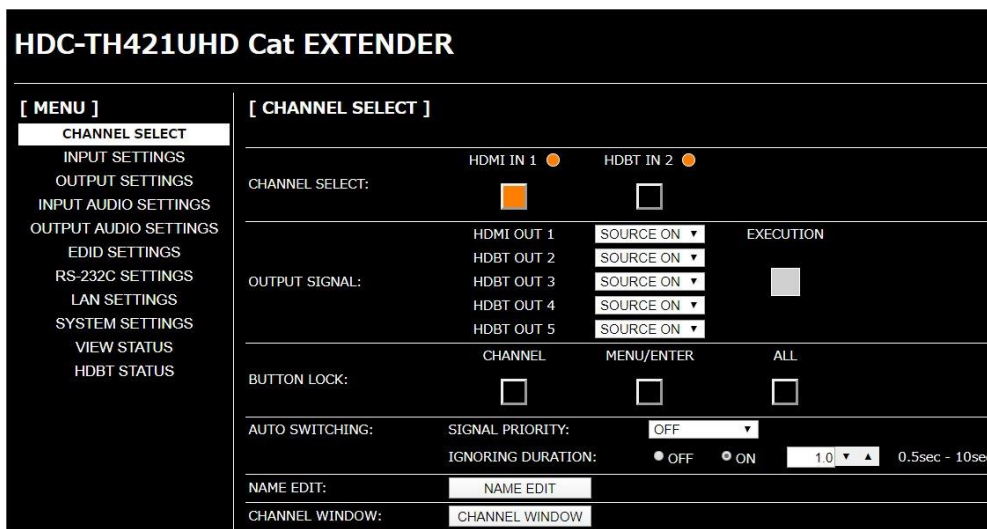 HDC-TH421UHD Cat EXTENDER
[ MENU ]
CHANNEL SELECT
INPUT SETTINGS
OUTPUT SETTINGS
INPUT AUDIO SETTINGS
OUTPUT AUDIO SETTINGS
EDID SETTINGS
RS-232C SETTINGS
LAN SETTINGS
SYSTEM SETTINGS
VIEW STATUS
HDBT STATUS
[ CHANNEL SELECT ]
HDMI IN 1 HDBT IN 2
CHANNEL SELECT:
HDMI OUT 1 SOURCE ON EXECUTION
HDBT OUT 2 SOURCE ON
OUTPUT SIGNAL: HDBT OUT 3 SOURCE ON
HDBT OUT 4 SOURCE ON
HDBT OUT 5 SOURCE ON
CHANNEL MENU/ENTER ALL
BUTTON LOCK:
AUTO SWITCHING: SIGNAL PRIORITY: OFF
IGNORING DURATION: OFF ON 1.0 0.5sec - 10sec
NAME EDIT: NAME EDIT
CHANNEL WINDOW: CHANNEL WINDOW